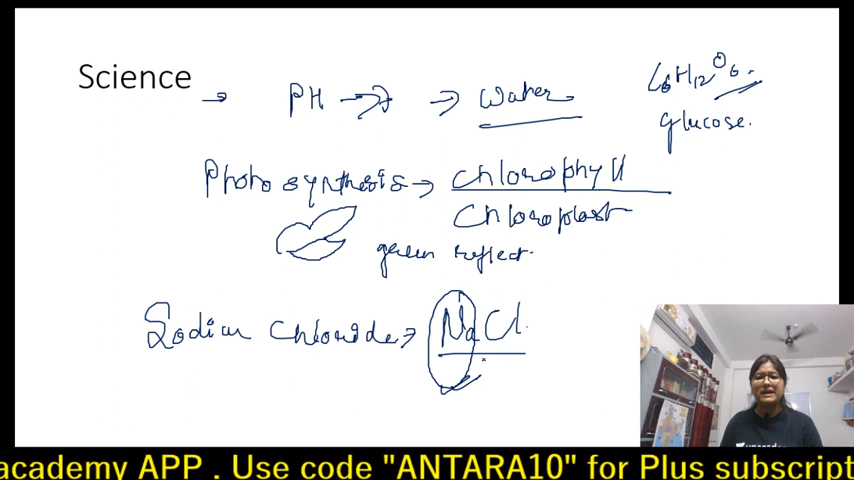 Science
→ PH → 7 → Water
C6H12O6.
glucose.
Photosynthesis → chlorophyll
Chloroplast
green reflect.
Sodium Chloride → NaCl.
academy APP . Use code "ANTARA10" for Plus subscript